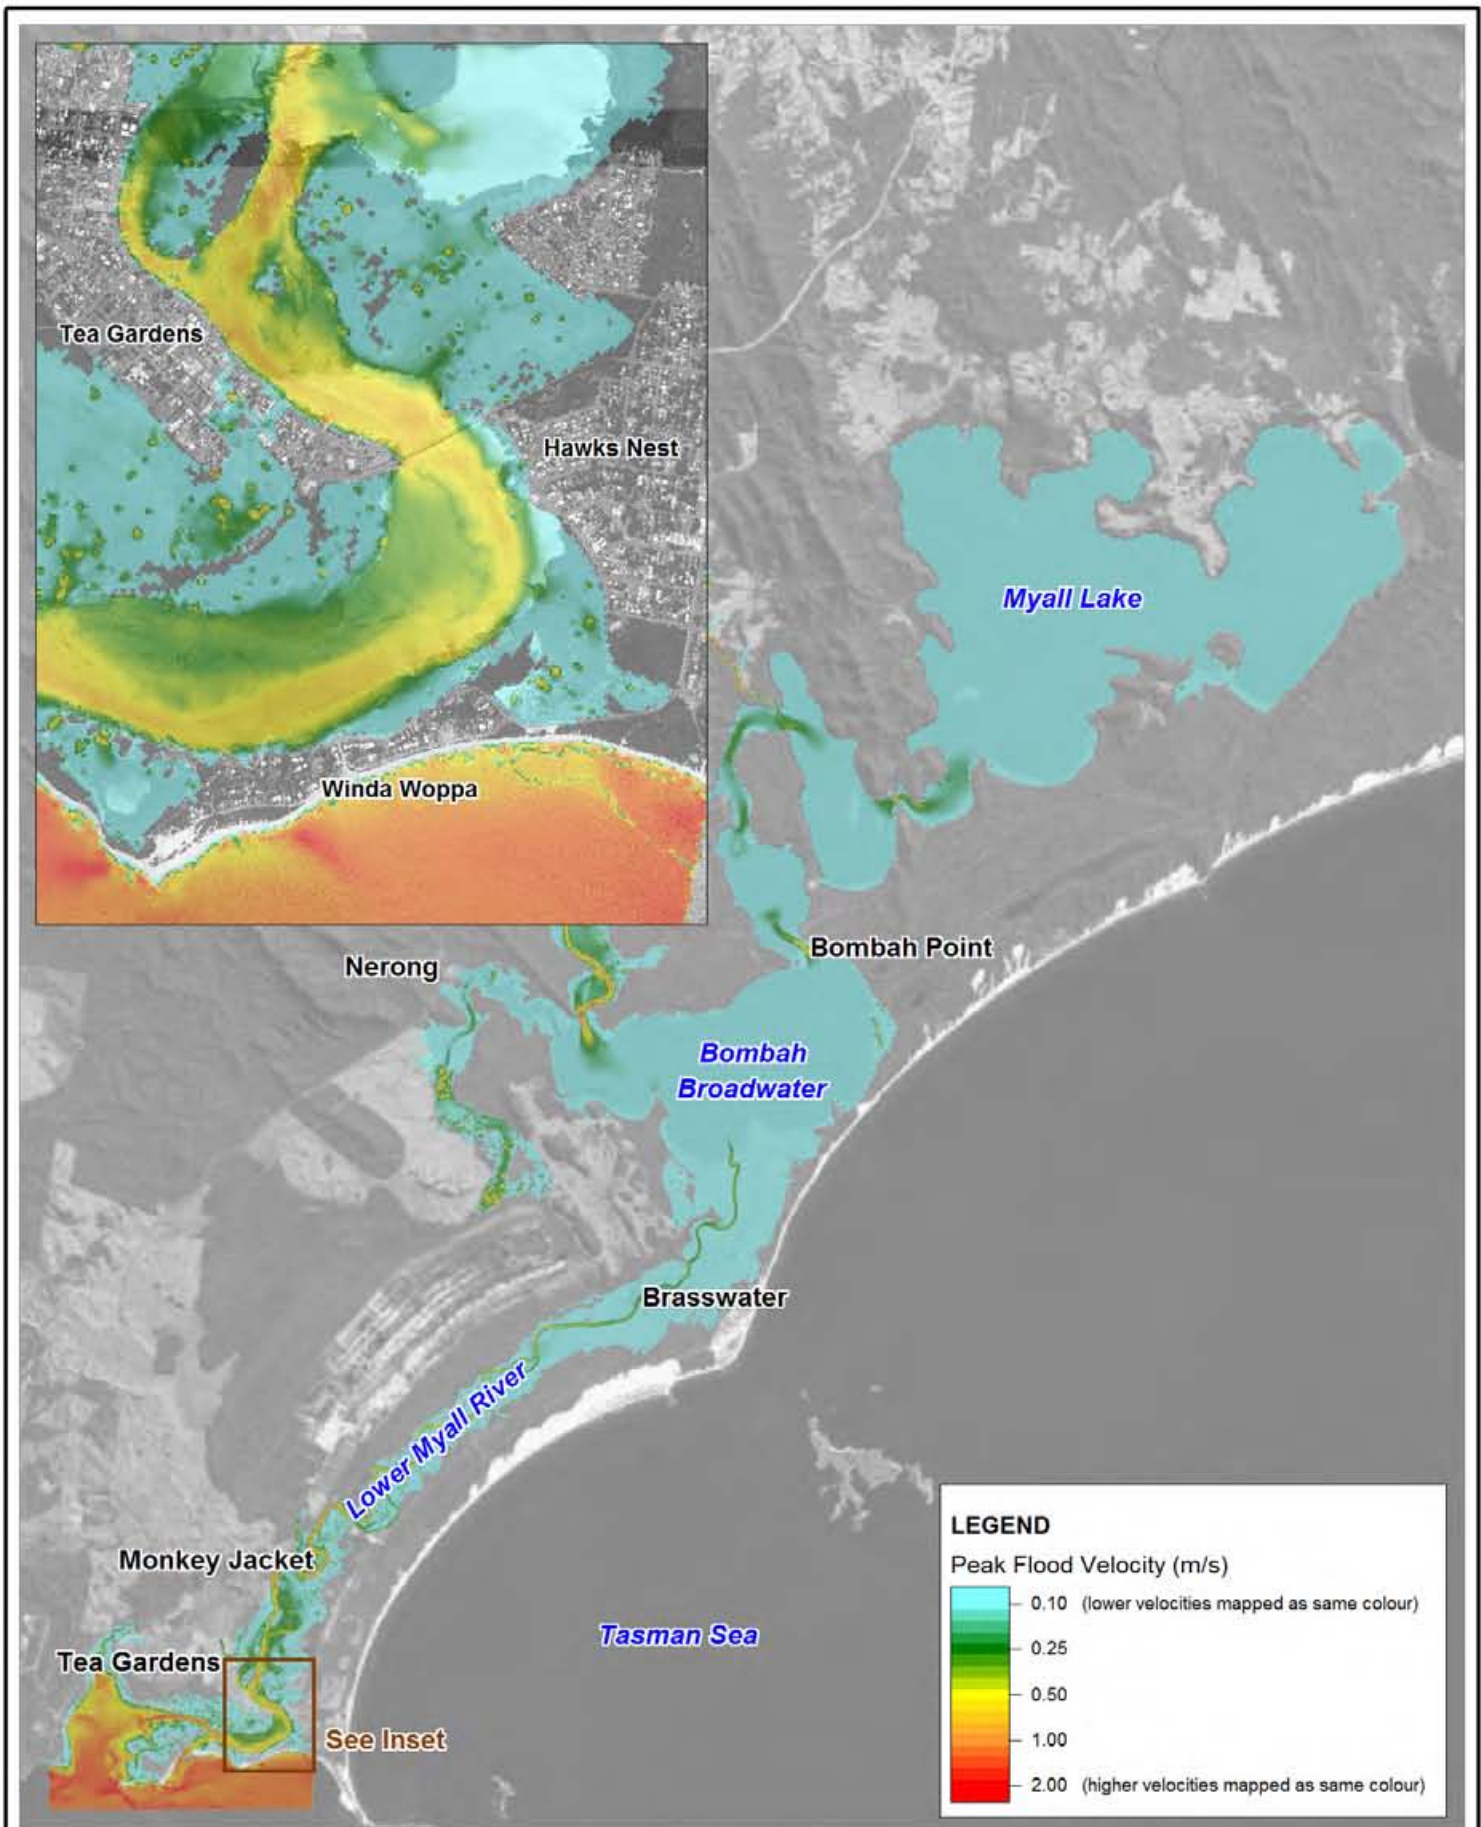 Tea Gardens
Hawks Nest
Winda Woppa
Myall Lake
Nerong
Bombah Point
Bombah
Broadwater
Brasswater
Lower Myall River
Monkey Jacket
Tea Gardens
See Inset
Tasman Sea
LEGEND
Peak Flood Velocity (m/s)
0.10 (lower velocities mapped as same colour)
0.25
0.50
1.00
2.00 (higher velocities mapped as same colour)